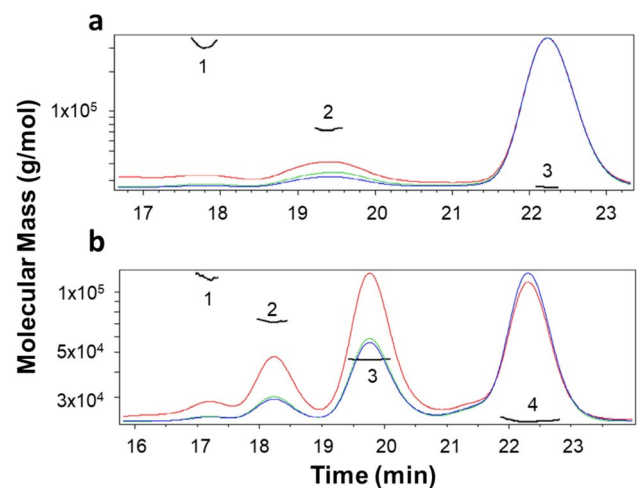 a
1
2
3
1x10⁵
17 18 19 20 21 22 23
b
1
2
3
4
1x10⁵
5x10⁴
3x10⁴
16 17 18 19 20 21 22 23
Molecular Mass (g/mol)
Time (min)